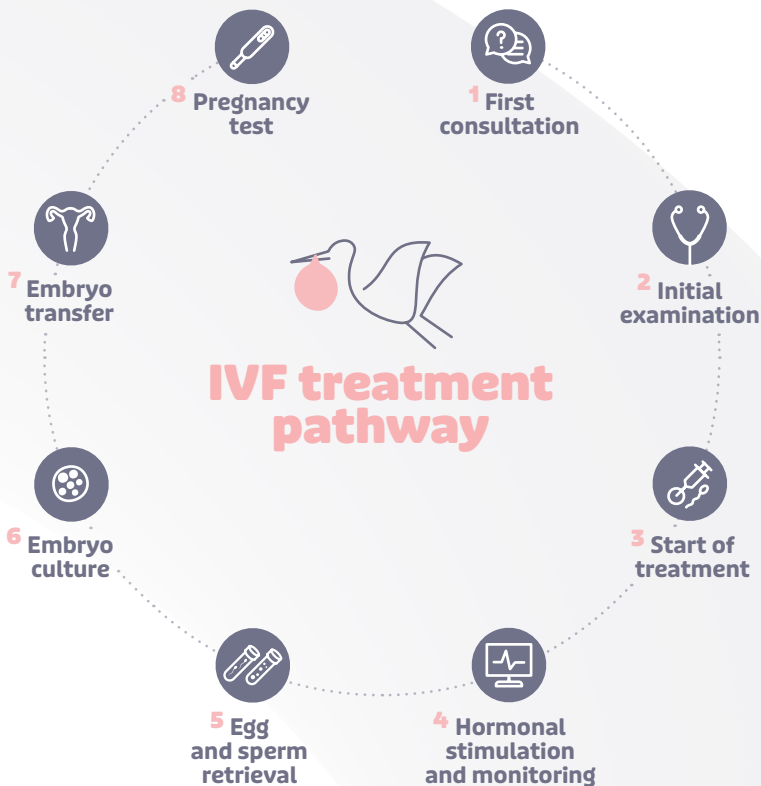 IVF treatment
pathway
1 First
consultation
2 Initial
examination
3 Start of
treatment
4 Hormonal
stimulation
and monitoring
5 Egg
and sperm
retrieval
6 Embryo
culture
7 Embryo
transfer
8 Pregnancy
test